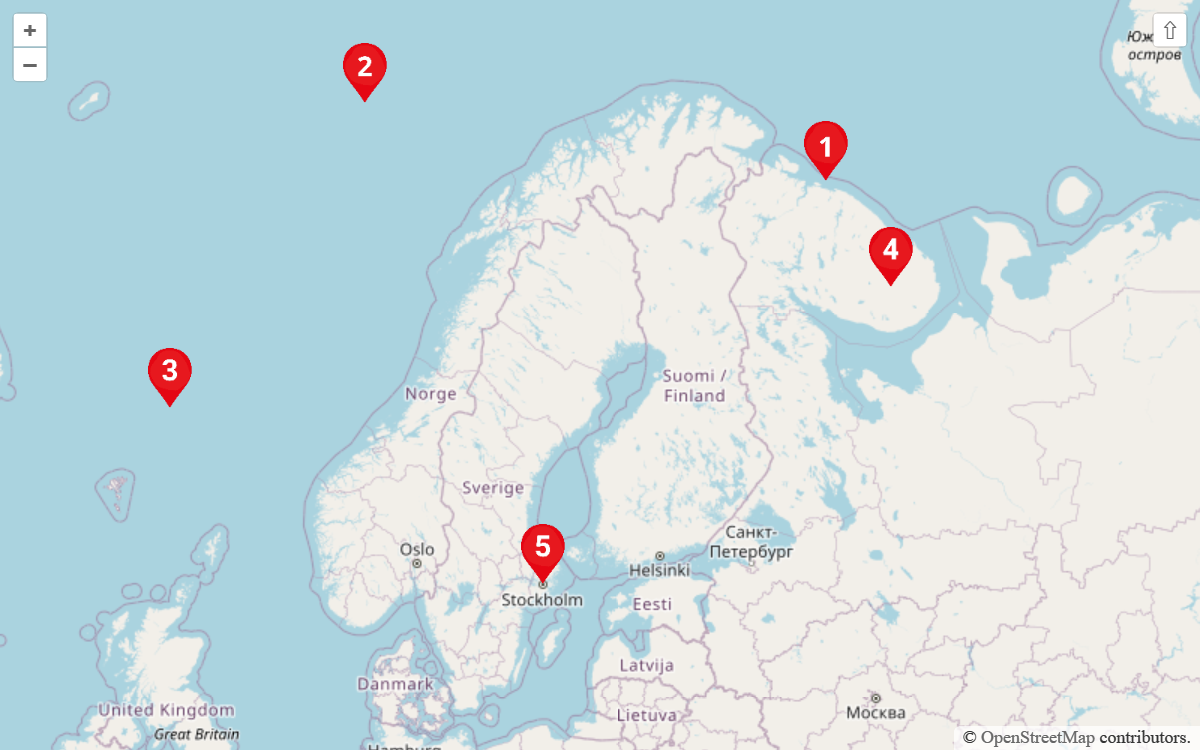 +
−
Юж
остров
⇧
2
1
4
3
Suomi /
Finland
Norge
Sverige
5
Oslo
Санкт-
Петербург
Helsinki
Stockholm
Eesti
Latvija
Danmark
United Kingdom
Lietuva
Москва
Great Britain
Hamburg
© OpenStreetMap contributors.